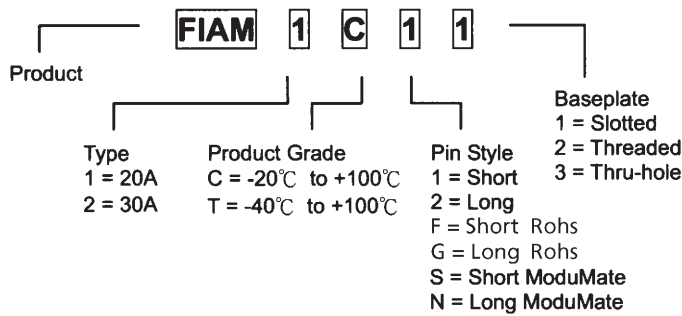 FIAM 1 C 1 1
Product
Baseplate
1 = Slotted
2 = Threaded
3 = Thru-hole
Type
1 = 20A
2 = 30A
Product Grade
C = -20℃ to +100℃
T = -40℃ to +100℃
Pin Style
1 = Short
2 = Long
F = Short Rohs
G = Long Rohs
S = Short ModuMate
N = Long ModuMate